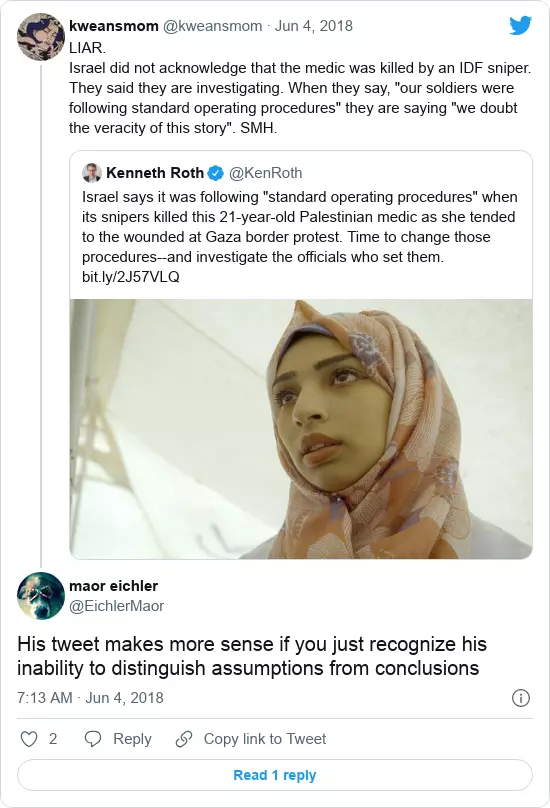 kweansmom @kweansmom · Jun 4, 2018
LIAR.
Israel did not acknowledge that the medic was killed by an IDF sniper.
They said they are investigating. When they say, "our soldiers were
following standard operating procedures" they are saying "we doubt
the veracity of this story". SMH.
Kenneth Roth @KenRoth
Israel says it was following "standard operating procedures" when
its snipers killed this 21-year-old Palestinian medic as she tended
to the wounded at Gaza border protest. Time to change those
procedures--and investigate the officials who set them.
bit.ly/2J57VLQ
maor eichler
@EichlerMaor
His tweet makes more sense if you just recognize his
inability to distinguish assumptions from conclusions
7:13 AM · Jun 4, 2018
2 Reply Copy link to Tweet
Read 1 reply